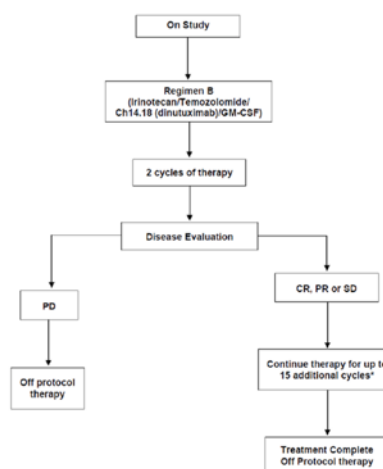 On Study
Regimen B
(Irinotecan/Temozolomide/
Ch14.18 (dinutuximab)/GM-CSF)
2 cycles of therapy
Disease Evaluation
PD
CR, PR or SD
Off protocol
therapy
Continue therapy for up to
15 additional cycles*
Treatment Complete
Off Protocol therapy